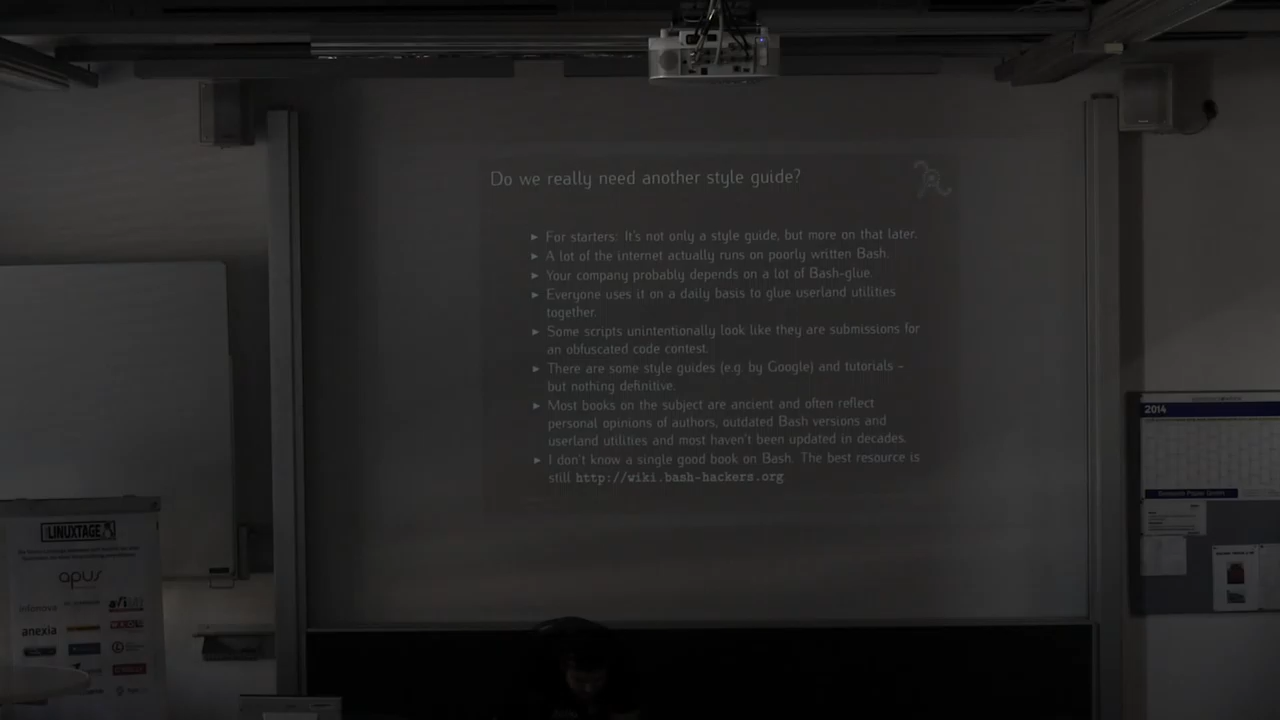 Do we really need another style guide?
► For starters: It's not only a style guide, but more on that later.
► A lot of the internet actually runs on poorly written Bash.
► Your company probably depends on a lot of Bash-glue.
► Everyone uses it on a daily basis to glue userland utilities
together.
► Some scripts unintentionally look like they are submissions for
an obfuscated code contest.
► There are some style guides (e.g. by Google) and tutorials -
but nothing definitive.
► Most books on the subject are ancient and often reflect
personal opinions of authors, outdated Bash versions and
userland utilities and most haven't been updated in decades.
► I don't know a single good book on Bash. The best resource is
still http://wiki.bash-hackers.org
2014
LINUXTAGE
apus
anexia